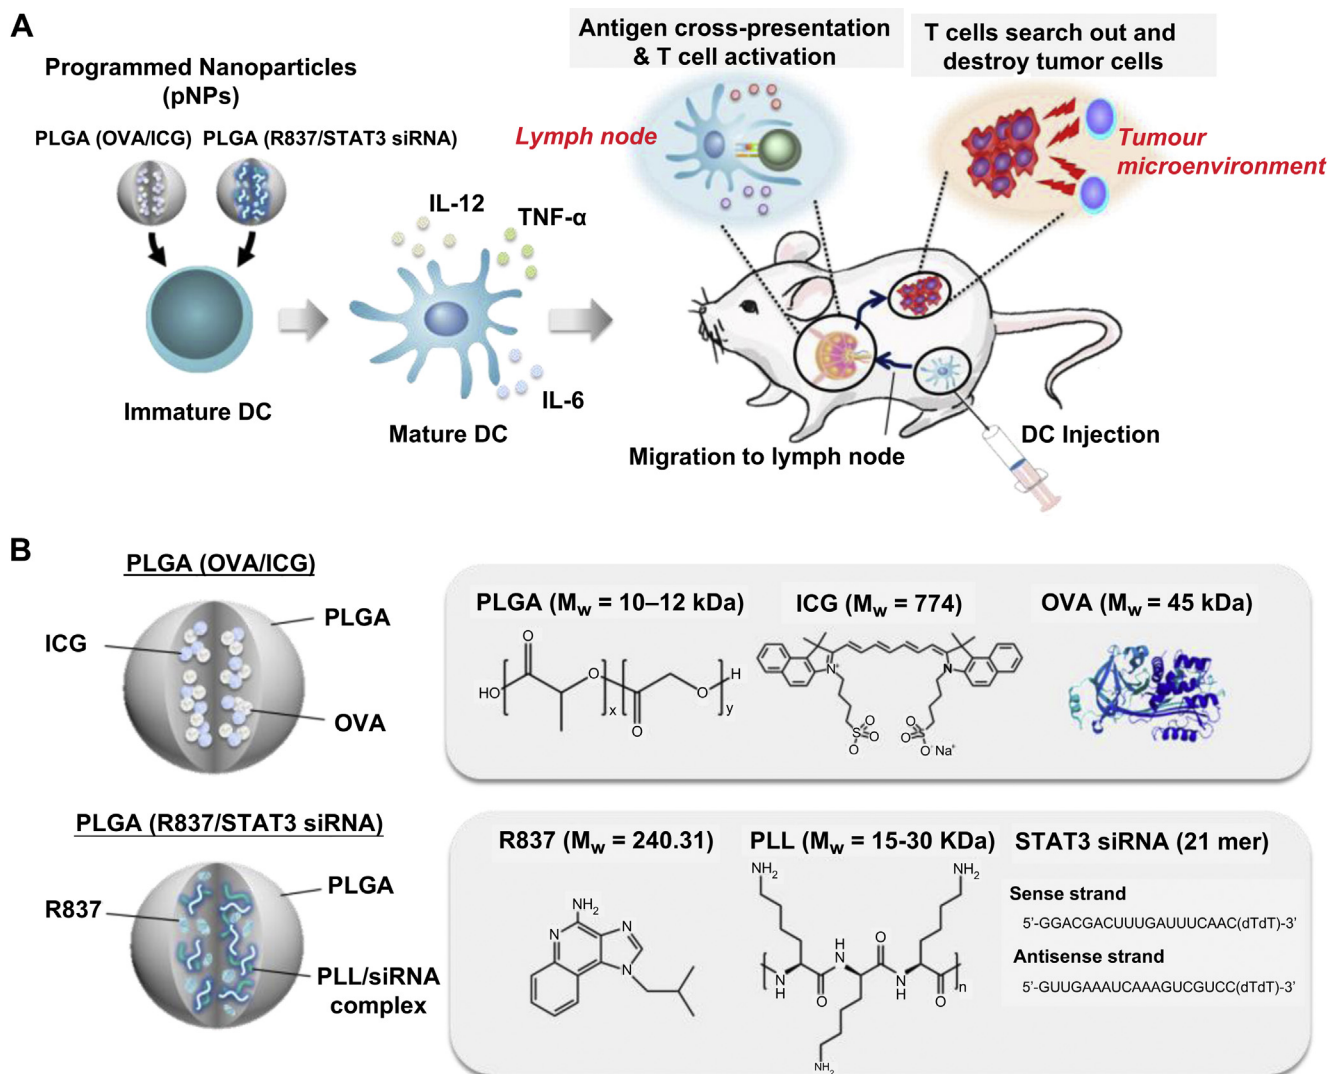 A
Programmed Nanoparticles
(pNPs)
PLGA (OVA/ICG) PLGA (R837/STAT3 siRNA)
Immature DC
IL-12
TNF-α
IL-6
Mature DC
Antigen cross-presentation
& T cell activation
T cells search out and
destroy tumor cells
Lymph node
Tumour
microenvironment
Migration to lymph node
DC Injection
B
PLGA (OVA/ICG)
ICG
PLGA
OVA
PLGA (Mw = 10–12 kDa)
HO
O
O
x
O
O
H
y
ICG (Mw = 774)
N+
N
S
O
O
O
S
O
O
O- Na+
OVA (Mw = 45 kDa)
PLGA (R837/STAT3 siRNA)
R837
PLGA
PLL/siRNA
complex
R837 (Mw = 240.31)
NH2
N
N
N
PLL (Mw = 15-30 KDa)
NH2
NH2
N
H
O
H
N
O
N
H
O
n
NH2
STAT3 siRNA (21 mer)
Sense strand
5'-GGACGACUUUGAUUUCAAC(dTdT)-3'
Antisense strand
5'-GUUGAAAUCAAAGUCGUCC(dTdT)-3'